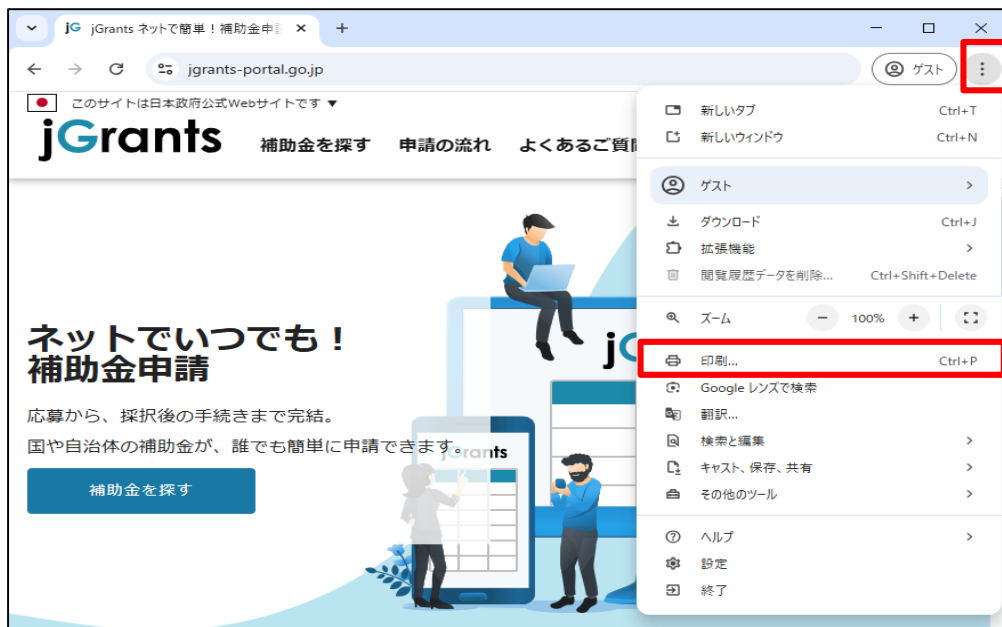 jG jGrants ネットで簡単！補助金申
jgrants-portal.go.jp
ゲスト
このサイトは日本政府公式Webサイトです ▼
jGrants 補助金を探す 申請の流れ よくあるご質問
ネットでいつでも！
補助金申請
応募から、採択後の手続きまで完結。
国や自治体の補助金が、誰でも簡単に申請できます。
補助金を探す
jGrants
新しいタブ Ctrl+T
新しいウィンドウ Ctrl+N
ゲスト
ダウンロード Ctrl+J
拡張機能
閲覧履歴データを削除... Ctrl+Shift+Delete
ズーム − 100% +
印刷... Ctrl+P
Google レンズで検索
翻訳...
検索と編集
キャスト、保存、共有
その他のツール
ヘルプ
設定
終了